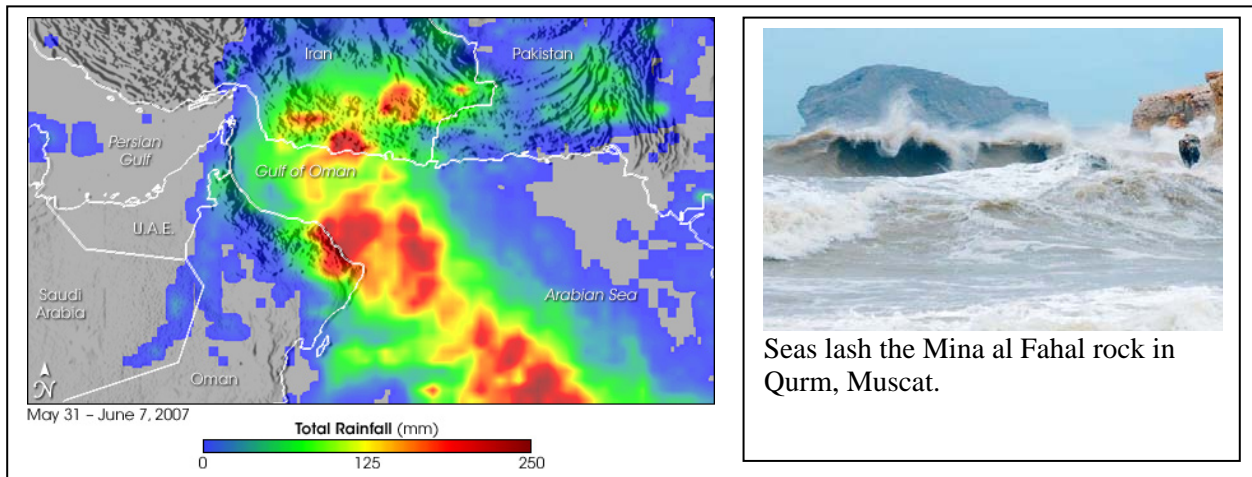 Iran
Pakistan
Persian
Gulf
Gulf of Oman
U.A.E.
Saudi
Arabia
Arabian Sea
Oman
N
May 31 – June 7, 2007
Total Rainfall (mm)
0 125 250
Seas lash the Mina al Fahal rock in
Qurm, Muscat.